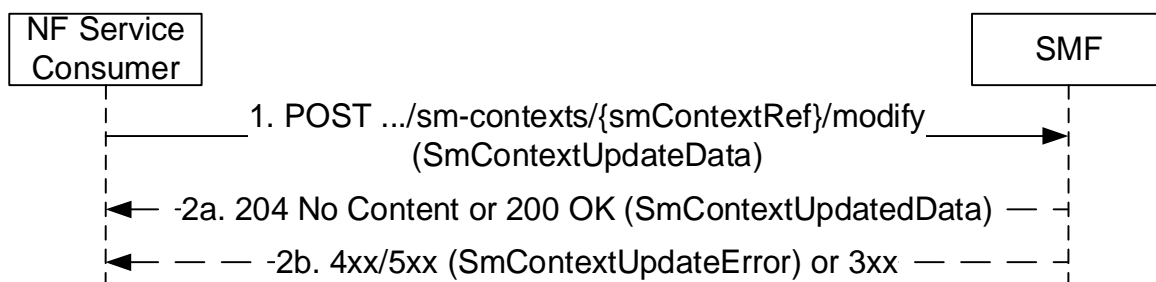 NF Service
Consumer
SMF
1. POST .../sm-contexts/{smContextRef}/modify
(SmContextUpdateData)
2a. 204 No Content or 200 OK (SmContextUpdatedData)
2b. 4xx/5xx (SmContextUpdateError) or 3xx